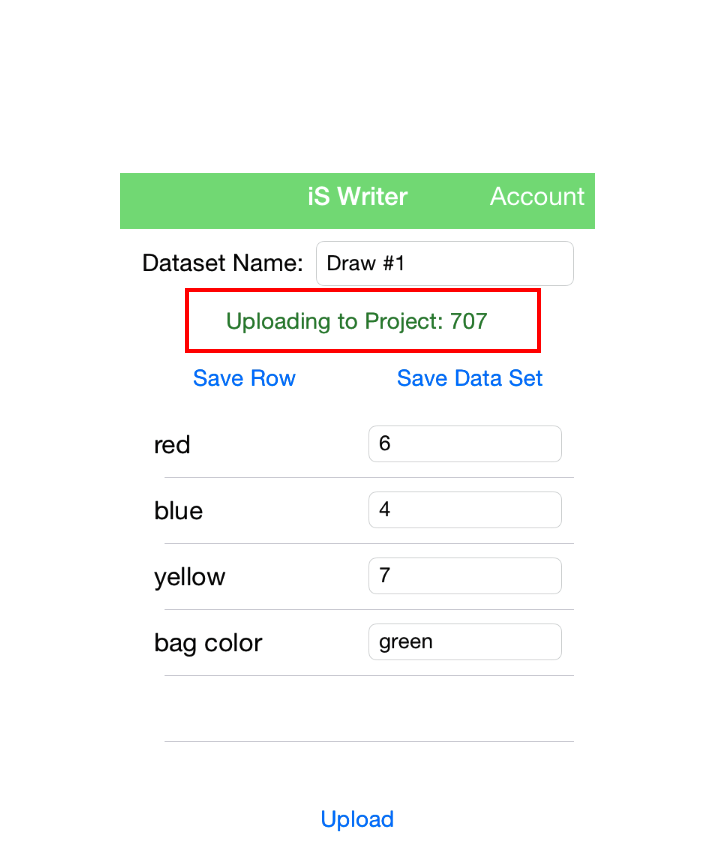 iS Writer Account
Dataset Name: Draw #1
Uploading to Project: 707
Save Row Save Data Set
red 6
blue 4
yellow 7
bag color green
Upload